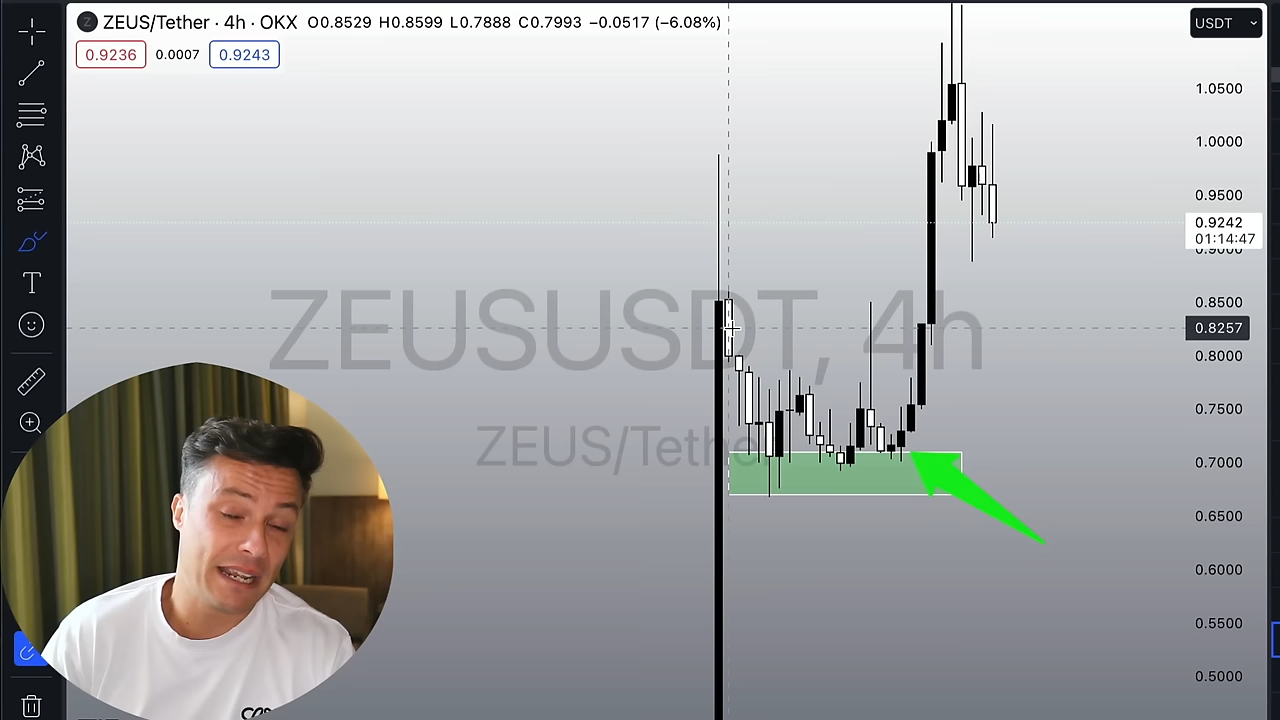 Z ZEUS/Tether · 4h · OKX O0.8529 H0.8599 L0.7888 C0.7993 −0.0517 (−6.08%)
USDT
0.9236 0.0007 0.9243
1.0500
1.0000
0.9500
0.9242
01:14:47
0.9000
0.8500
0.8257
0.8000
0.7500
0.7000
0.6500
0.6000
0.5500
0.5000
ZEUSUSDT, 4h
ZEUS/Tether
T